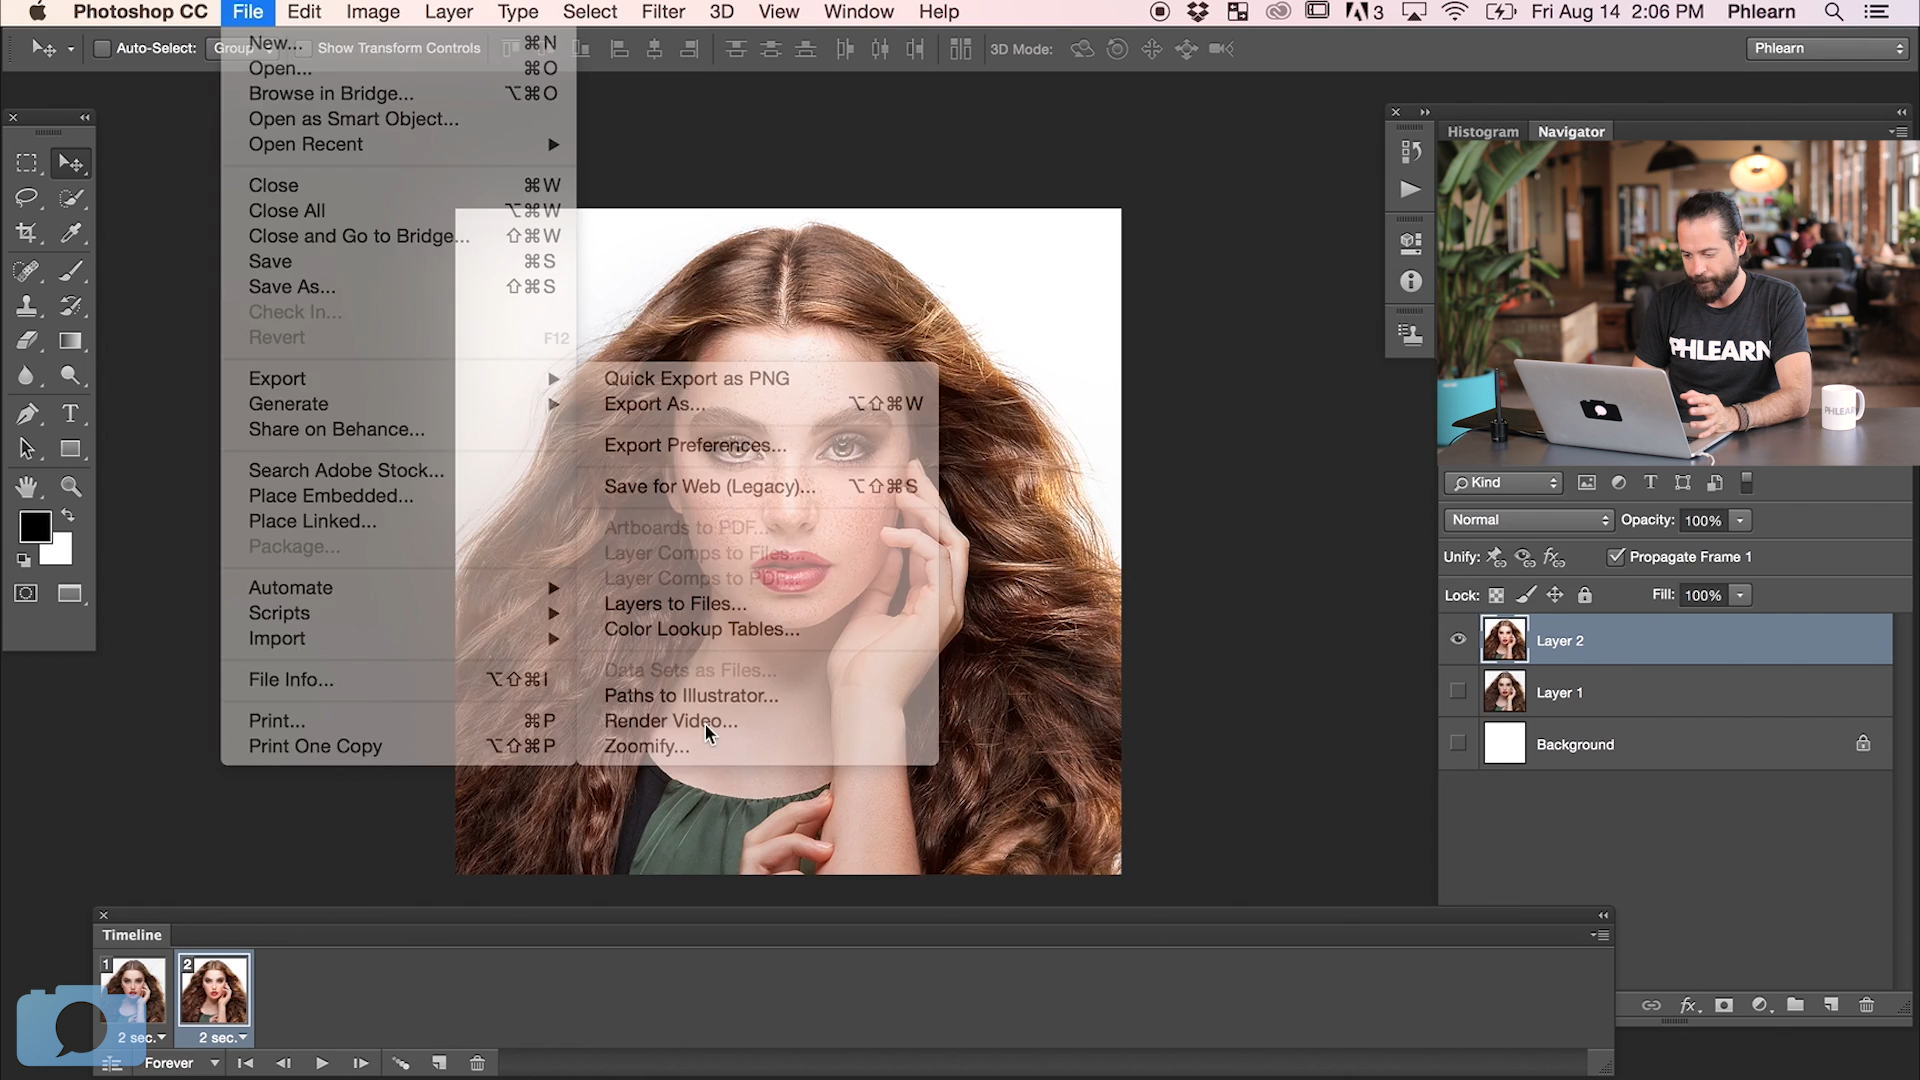 Photoshop CC File Edit Image Layer Type Select Filter 3D View Window Help 3 Fri Aug 14 2:06 PM Phlearn
Auto-Select: Group Show Transform Controls 3D Mode: Phlearn
New... ⌘N
Open... ⌘O
Browse in Bridge... ⌥⌘O
Open as Smart Object...
Open Recent
Close ⌘W
Close All ⌥⌘W
Close and Go to Bridge... ⇧⌘W
Save ⌘S
Save As... ⇧⌘S
Check In...
Revert F12
Export
Generate
Share on Behance...
Search Adobe Stock...
Place Embedded...
Place Linked...
Package...
Automate
Scripts
Import
File Info... ⌥⇧⌘I
Print... ⌘P
Print One Copy ⌥⇧⌘P
Quick Export as PNG
Export As... ⌥⇧⌘W
Export Preferences...
Save for Web (Legacy)... ⌥⇧⌘S
Artboards to PDF...
Layer Comps to Files...
Layer Comps to PDF...
Layers to Files...
Color Lookup Tables...
Data Sets as Files...
Paths to Illustrator...
Render Video...
Zoomify...
Histogram Navigator
PHLEARN
PHLEARN
Kind
Normal Opacity: 100%
Unify: Propagate Frame 1
Lock: Fill: 100%
Layer 2
Layer 1
Background
fx
Timeline
1 2
2 sec. 2 sec.
Forever